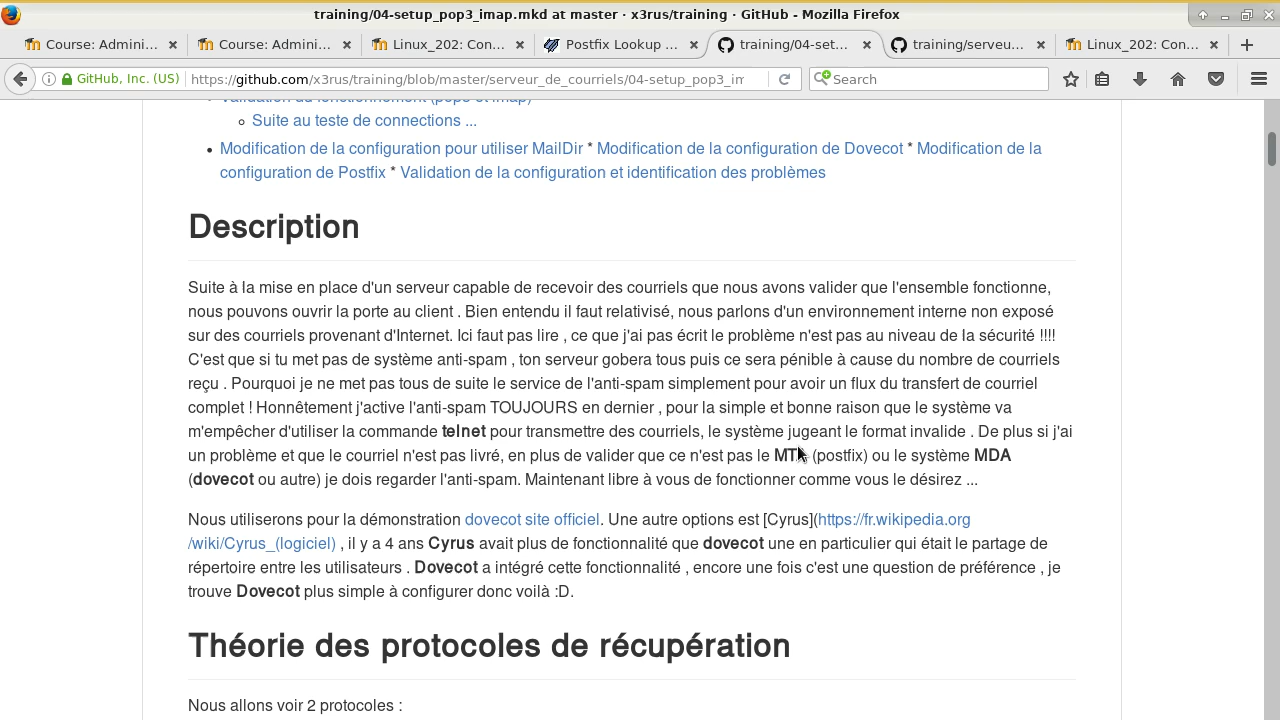 training/04-setup_pop3_imap.mkd at master · x3rus/training · GitHub - Mozilla Firefox
Course: Admini... × Course: Admini... × Linux_202: Con... × Postfix Lookup ... × training/04-set... × training/serveu... × Linux_202: Con... × +
GitHub, Inc. (US) https://github.com/x3rus/training/blob/master/serveur_de_courriels/04-setup_pop3_im Search
Validation du fonctionnement (pop3 et imap)
Suite au teste de connections ...
Modification de la configuration pour utiliser MailDir * Modification de la configuration de Dovecot * Modification de la
configuration de Postfix * Validation de la configuration et identification des problèmes
Description
Suite à la mise en place d'un serveur capable de recevoir des courriels que nous avons valider que l'ensemble fonctionne,
nous pouvons ouvrir la porte au client . Bien entendu il faut relativisé, nous parlons d'un environnement interne non exposé
sur des courriels provenant d'Internet. Ici faut pas lire , ce que j'ai pas écrit le problème n'est pas au niveau de la sécurité !!!!
C'est que si tu met pas de système anti-spam , ton serveur gobera tous puis ce sera pénible à cause du nombre de courriels
reçu . Pourquoi je ne met pas tous de suite le service de l'anti-spam simplement pour avoir un flux du transfert de courriel
complet ! Honnêtement j'active l'anti-spam TOUJOURS en dernier , pour la simple et bonne raison que le système va
m'empêcher d'utiliser la commande telnet pour transmettre des courriels, le système jugeant le format invalide . De plus si j'ai
un problème et que le courriel n'est pas livré, en plus de valider que ce n'est pas le MTA (postfix) ou le système MDA
(dovecot ou autre) je dois regarder l'anti-spam. Maintenant libre à vous de fonctionner comme vous le désirez ...
Nous utiliserons pour la démonstration dovecot site officiel. Une autre options est [Cyrus](https://fr.wikipedia.org
/wiki/Cyrus_(logiciel) , il y a 4 ans Cyrus avait plus de fonctionnalité que dovecot une en particulier qui était le partage de
répertoire entre les utilisateurs . Dovecot a intégré cette fonctionnalité , encore une fois c'est une question de préférence , je
trouve Dovecot plus simple à configurer donc voilà :D.
Théorie des protocoles de récupération
Nous allons voir 2 protocoles :